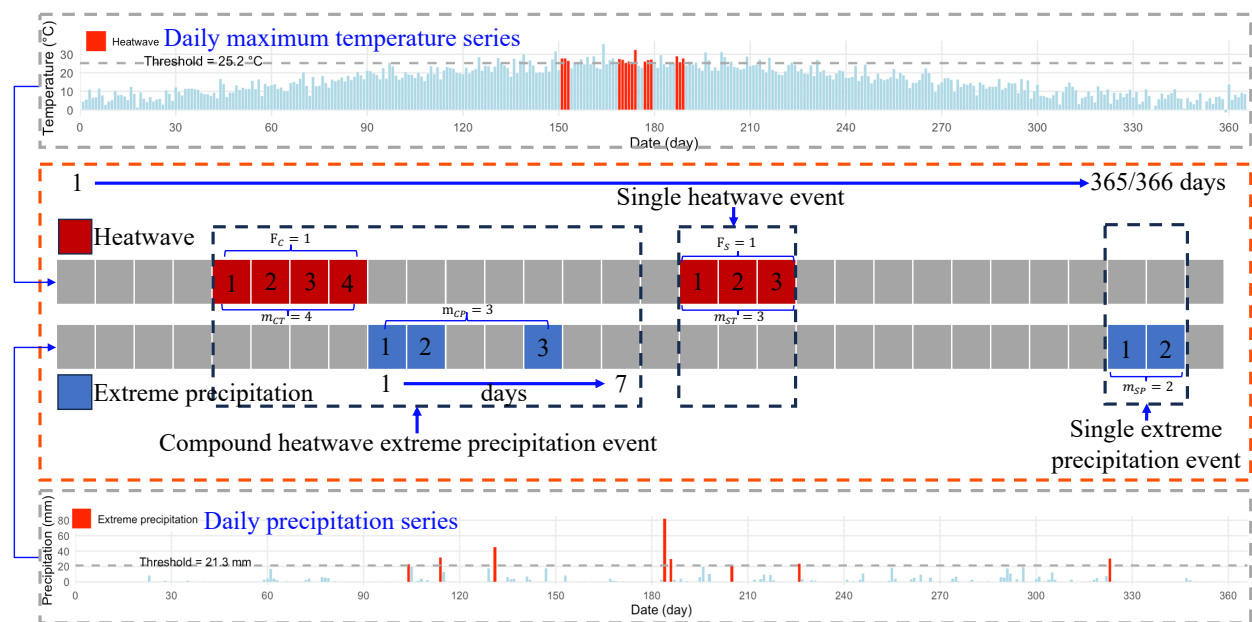 Heatwave Daily maximum temperature series
Temperature (°C)
Threshold = 25.2 °C
30
20
10
0
0 30 60 90 120 150 180 210 240 270 300 330 360
Date (day)
1 365/366 days
Single heatwave event
Heatwave
F_C = 1
F_S = 1
1 2 3 4
1 2 3
m_CT = 4
m_CP = 3
m_ST = 3
1 2 3
1 2
Extreme precipitation
1 days 7
m_SP = 2
Compound heatwave extreme precipitation event
Single extreme
precipitation event
Extreme precipitation Daily precipitation series
Precipitation (mm)
Threshold = 21.3 mm
80
60
40
20
0
0 30 60 90 120 150 180 210 240 270 300 330 360
Date (day)